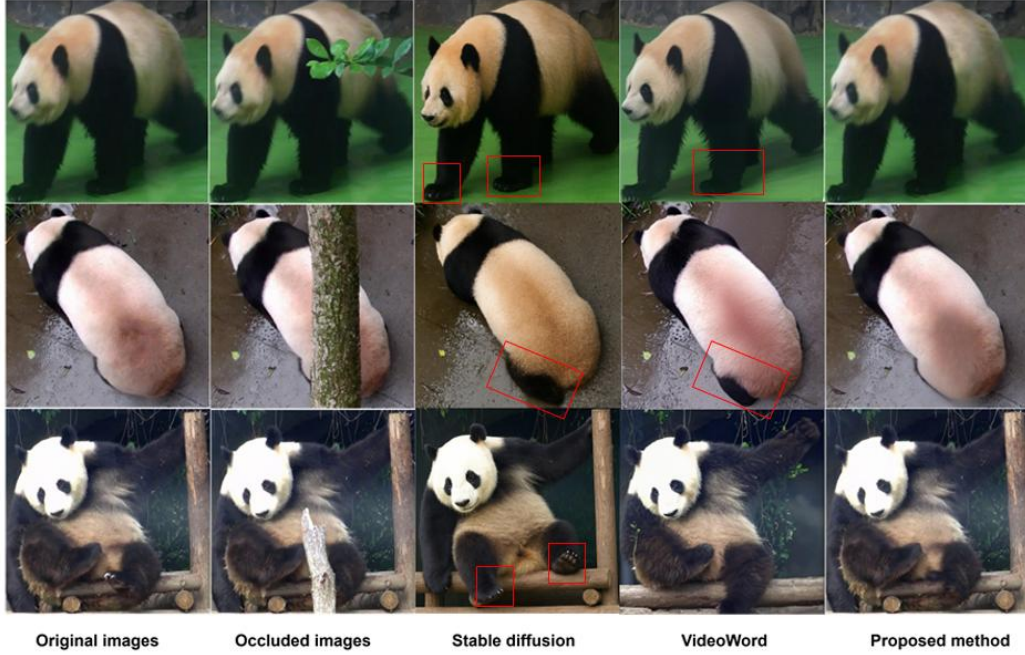 Original images
Occluded images
Stable diffusion
VideoWord
Proposed method